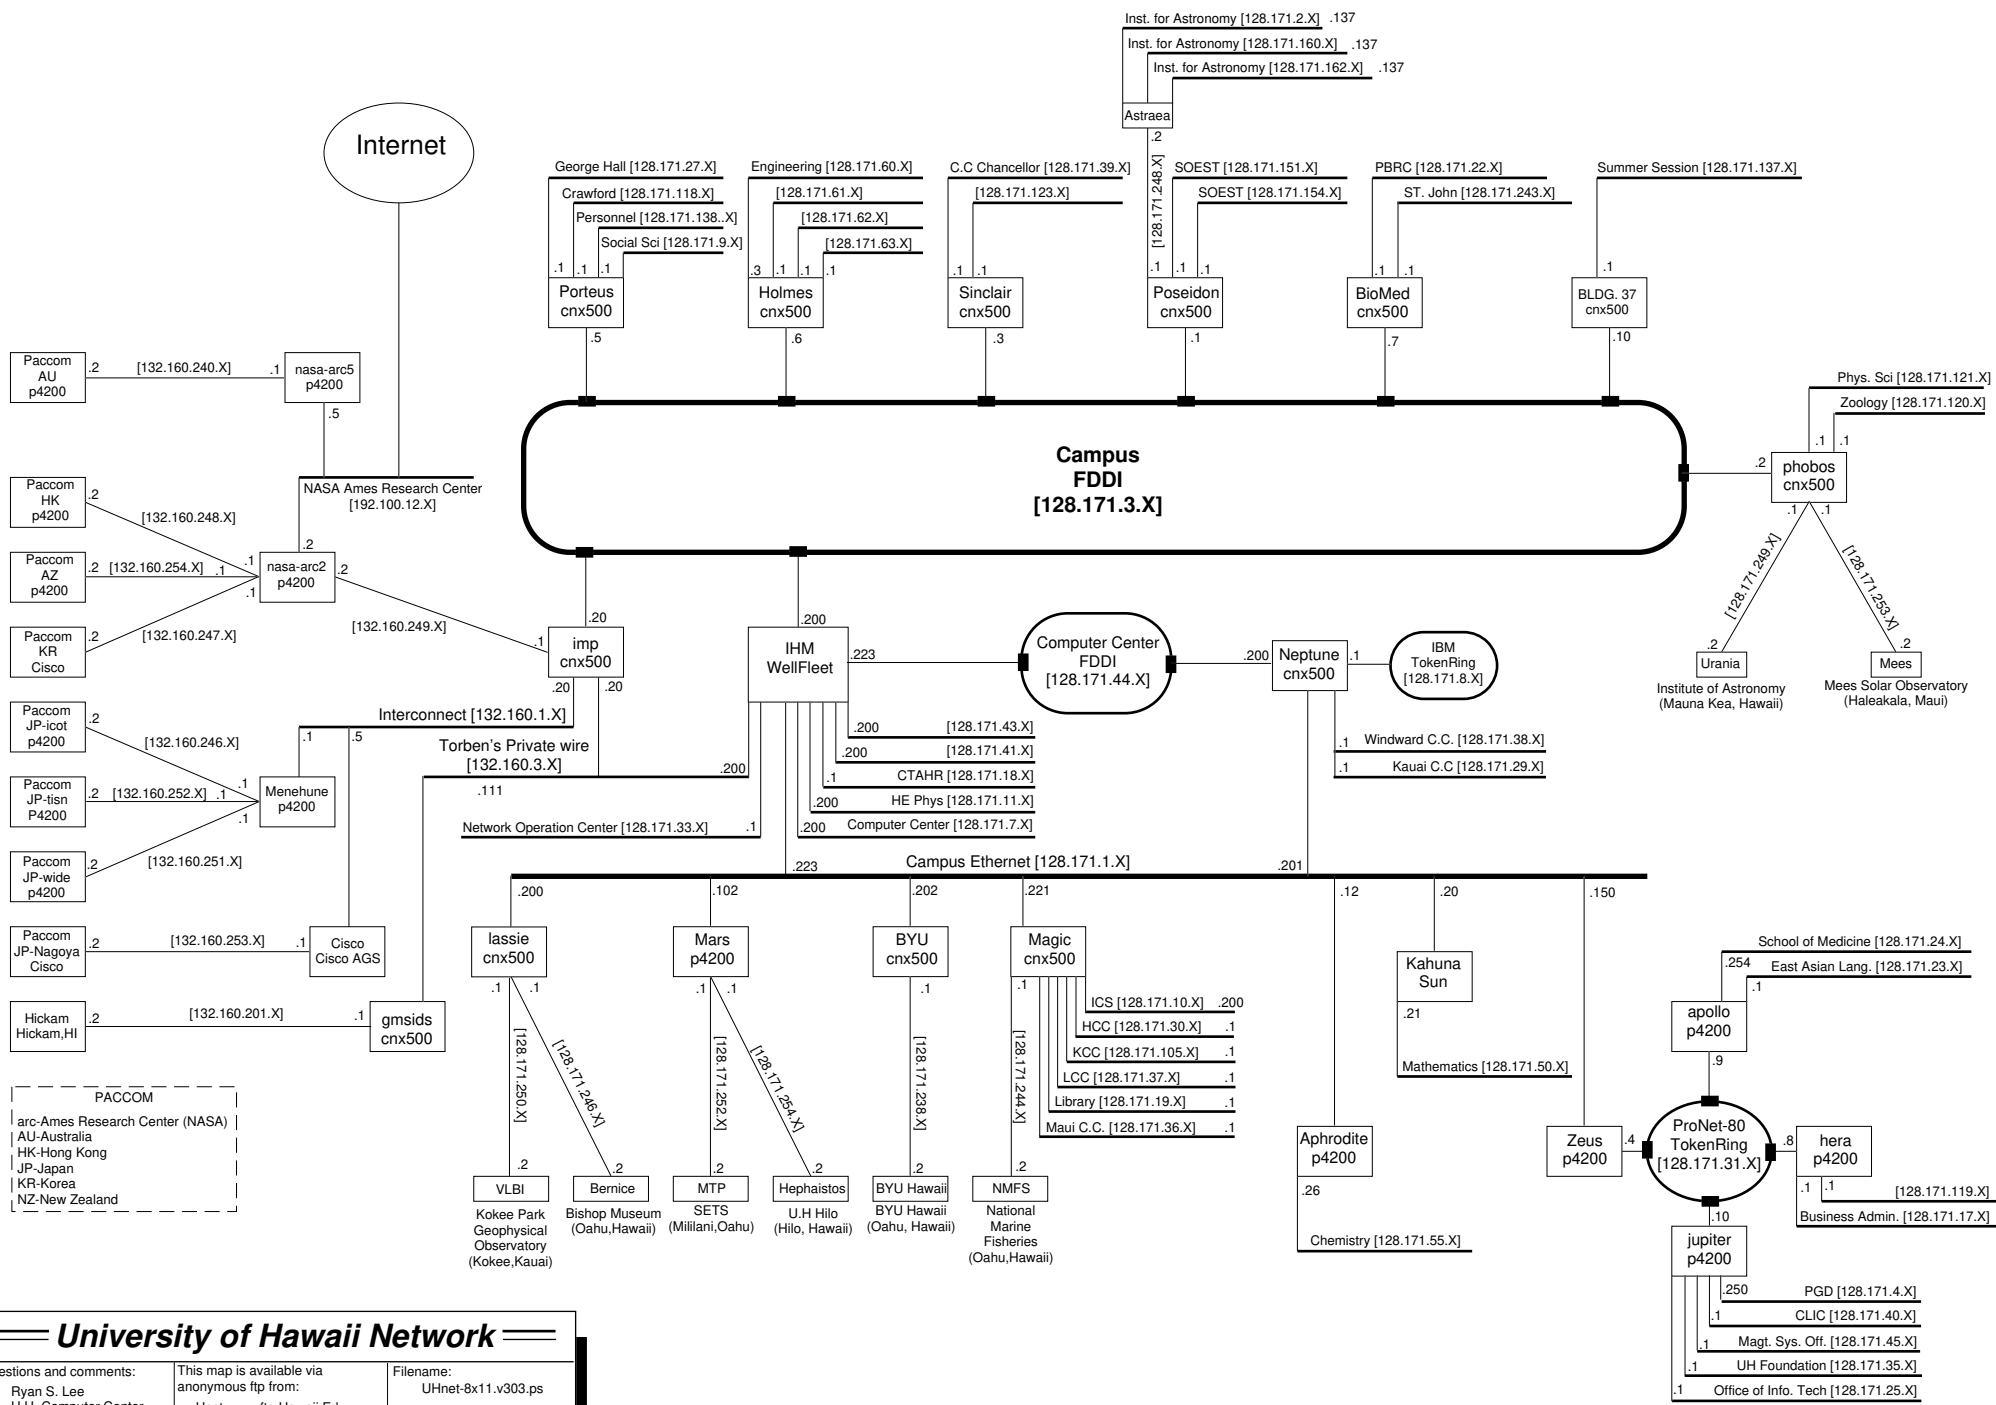 Inst. for Astronomy [128.171.2.X] .137
Inst. for Astronomy [128.171.160.X] .137
Inst. for Astronomy [128.171.162.X] .137
Astraea
.2
[128.171.248.X]
Internet
George Hall [128.171.27.X]
Crawford [128.171.118.X]
Personnel [128.171.138..X]
Social Sci [128.171.9.X]
.1 .1 .1 .1
Porteus
cnx500
.5
Engineering [128.171.60.X]
[128.171.61.X]
[128.171.62.X]
[128.171.63.X]
.3 .1 .1 .1
Holmes
cnx500
.6
C.C Chancellor [128.171.39.X]
[128.171.123.X]
.1 .1
Sinclair
cnx500
.3
SOEST [128.171.151.X]
SOEST [128.171.154.X]
.1 .1 .1
Poseidon
cnx500
.1
PBRC [128.171.22.X]
ST. John [128.171.243.X]
.1 .1
BioMed
cnx500
.7
Summer Session [128.171.137.X]
.1
BLDG. 37
cnx500
.10
Paccom
AU
p4200
.2 [132.160.240.X] .1
nasa-arc5
p4200
.5
NASA Ames Research Center
[192.100.12.X]
Campus
FDDI
[128.171.3.X]
Phys. Sci [128.171.121.X]
Zoology [128.171.120.X]
.1 .1
.2
phobos
cnx500
.1 .1
[128.171.249.X]
[128.171.253.X]
.2
Urania
Institute of Astronomy
(Mauna Kea, Hawaii)
.2
Mees
Mees Solar Observatory
(Haleakala, Maui)
Paccom
HK
p4200
.2
[132.160.248.X]
.1
Paccom
AZ
p4200
.2 [132.160.254.X] .1
Paccom
KR
Cisco
.2
[132.160.247.X]
.1
.2
nasa-arc2
p4200
.2
[132.160.249.X]
.1
.20
imp
cnx500
.20 .20
Interconnect [132.160.1.X]
.1 .5
Torben's Private wire
[132.160.3.X]
.200
.111
.200
IHM
WellFleet
.223
Computer Center
FDDI
[128.171.44.X]
.200
Neptune
cnx500
.1
IBM
TokenRing
[128.171.8.X]
.200 [128.171.43.X]
.200 [128.171.41.X]
.1 CTAHR [128.171.18.X]
.200 HE Phys [128.171.11.X]
.200 Computer Center [128.171.7.X]
Network Operation Center [128.171.33.X] .1
.1 Windward C.C. [128.171.38.X]
.1 Kauai C.C [128.171.29.X]
Paccom
JP-icot
p4200
.2
[132.160.246.X]
.1
Paccom
JP-tisn
P4200
.2 [132.160.252.X] .1
Paccom
JP-wide
p4200
.2
[132.160.251.X]
.1
Menehune
p4200
Paccom
JP-Nagoya
Cisco
.2 [132.160.253.X] .1
Cisco
Cisco AGS
Hickam
Hickam,HI
.2 [132.160.201.X] .1
gmsids
cnx500
.223 Campus Ethernet [128.171.1.X] .201
.200
lassie
cnx500
.1 .1
[128.171.250.X]
[128.171.246.X]
.2
VLBI
Kokee Park
Geophysical
Observatory
(Kokee,Kauai)
.2
Bernice
Bishop Museum
(Oahu,Hawaii)
.102
Mars
p4200
.1 .1
[128.171.252.X]
[128.171.254.X]
.2
MTP
SETS
(Mililani,Oahu)
.2
Hephaistos
U.H Hilo
(Hilo, Hawaii)
.202
BYU
cnx500
.1
[128.171.238.X]
.2
BYU Hawaii
BYU Hawaii
(Oahu, Hawaii)
.221
Magic
cnx500
.1
[128.171.244.X]
.2
NMFS
National
Marine
Fisheries
(Oahu,Hawaii)
ICS [128.171.10.X] .200
HCC [128.171.30.X] .1
KCC [128.171.105.X] .1
LCC [128.171.37.X] .1
Library [128.171.19.X] .1
Maui C.C. [128.171.36.X] .1
.12
Aphrodite
p4200
.26
Chemistry [128.171.55.X]
.20
Kahuna
Sun
.21
Mathematics [128.171.50.X]
.150
Zeus
p4200
.4
ProNet-80
TokenRing
[128.171.31.X]
School of Medicine [128.171.24.X]
.254
East Asian Lang. [128.171.23.X]
.1
apollo
p4200
.9
.8
hera
p4200
.1 .1
[128.171.119.X]
Business Admin. [128.171.17.X]
.10
jupiter
p4200
.250 PGD [128.171.4.X]
.1 CLIC [128.171.40.X]
.1 Magt. Sys. Off. [128.171.45.X]
.1 UH Foundation [128.171.35.X]
.1 Office of Info. Tech [128.171.25.X]
PACCOM
arc-Ames Research Center (NASA)
AU-Australia
HK-Hong Kong
JP-Japan
KR-Korea
NZ-New Zealand
University of Hawaii Network
estions and comments:
Ryan S. Lee
This map is available via
anonymous ftp from:
Filename:
UHnet-8x11.v303.ps